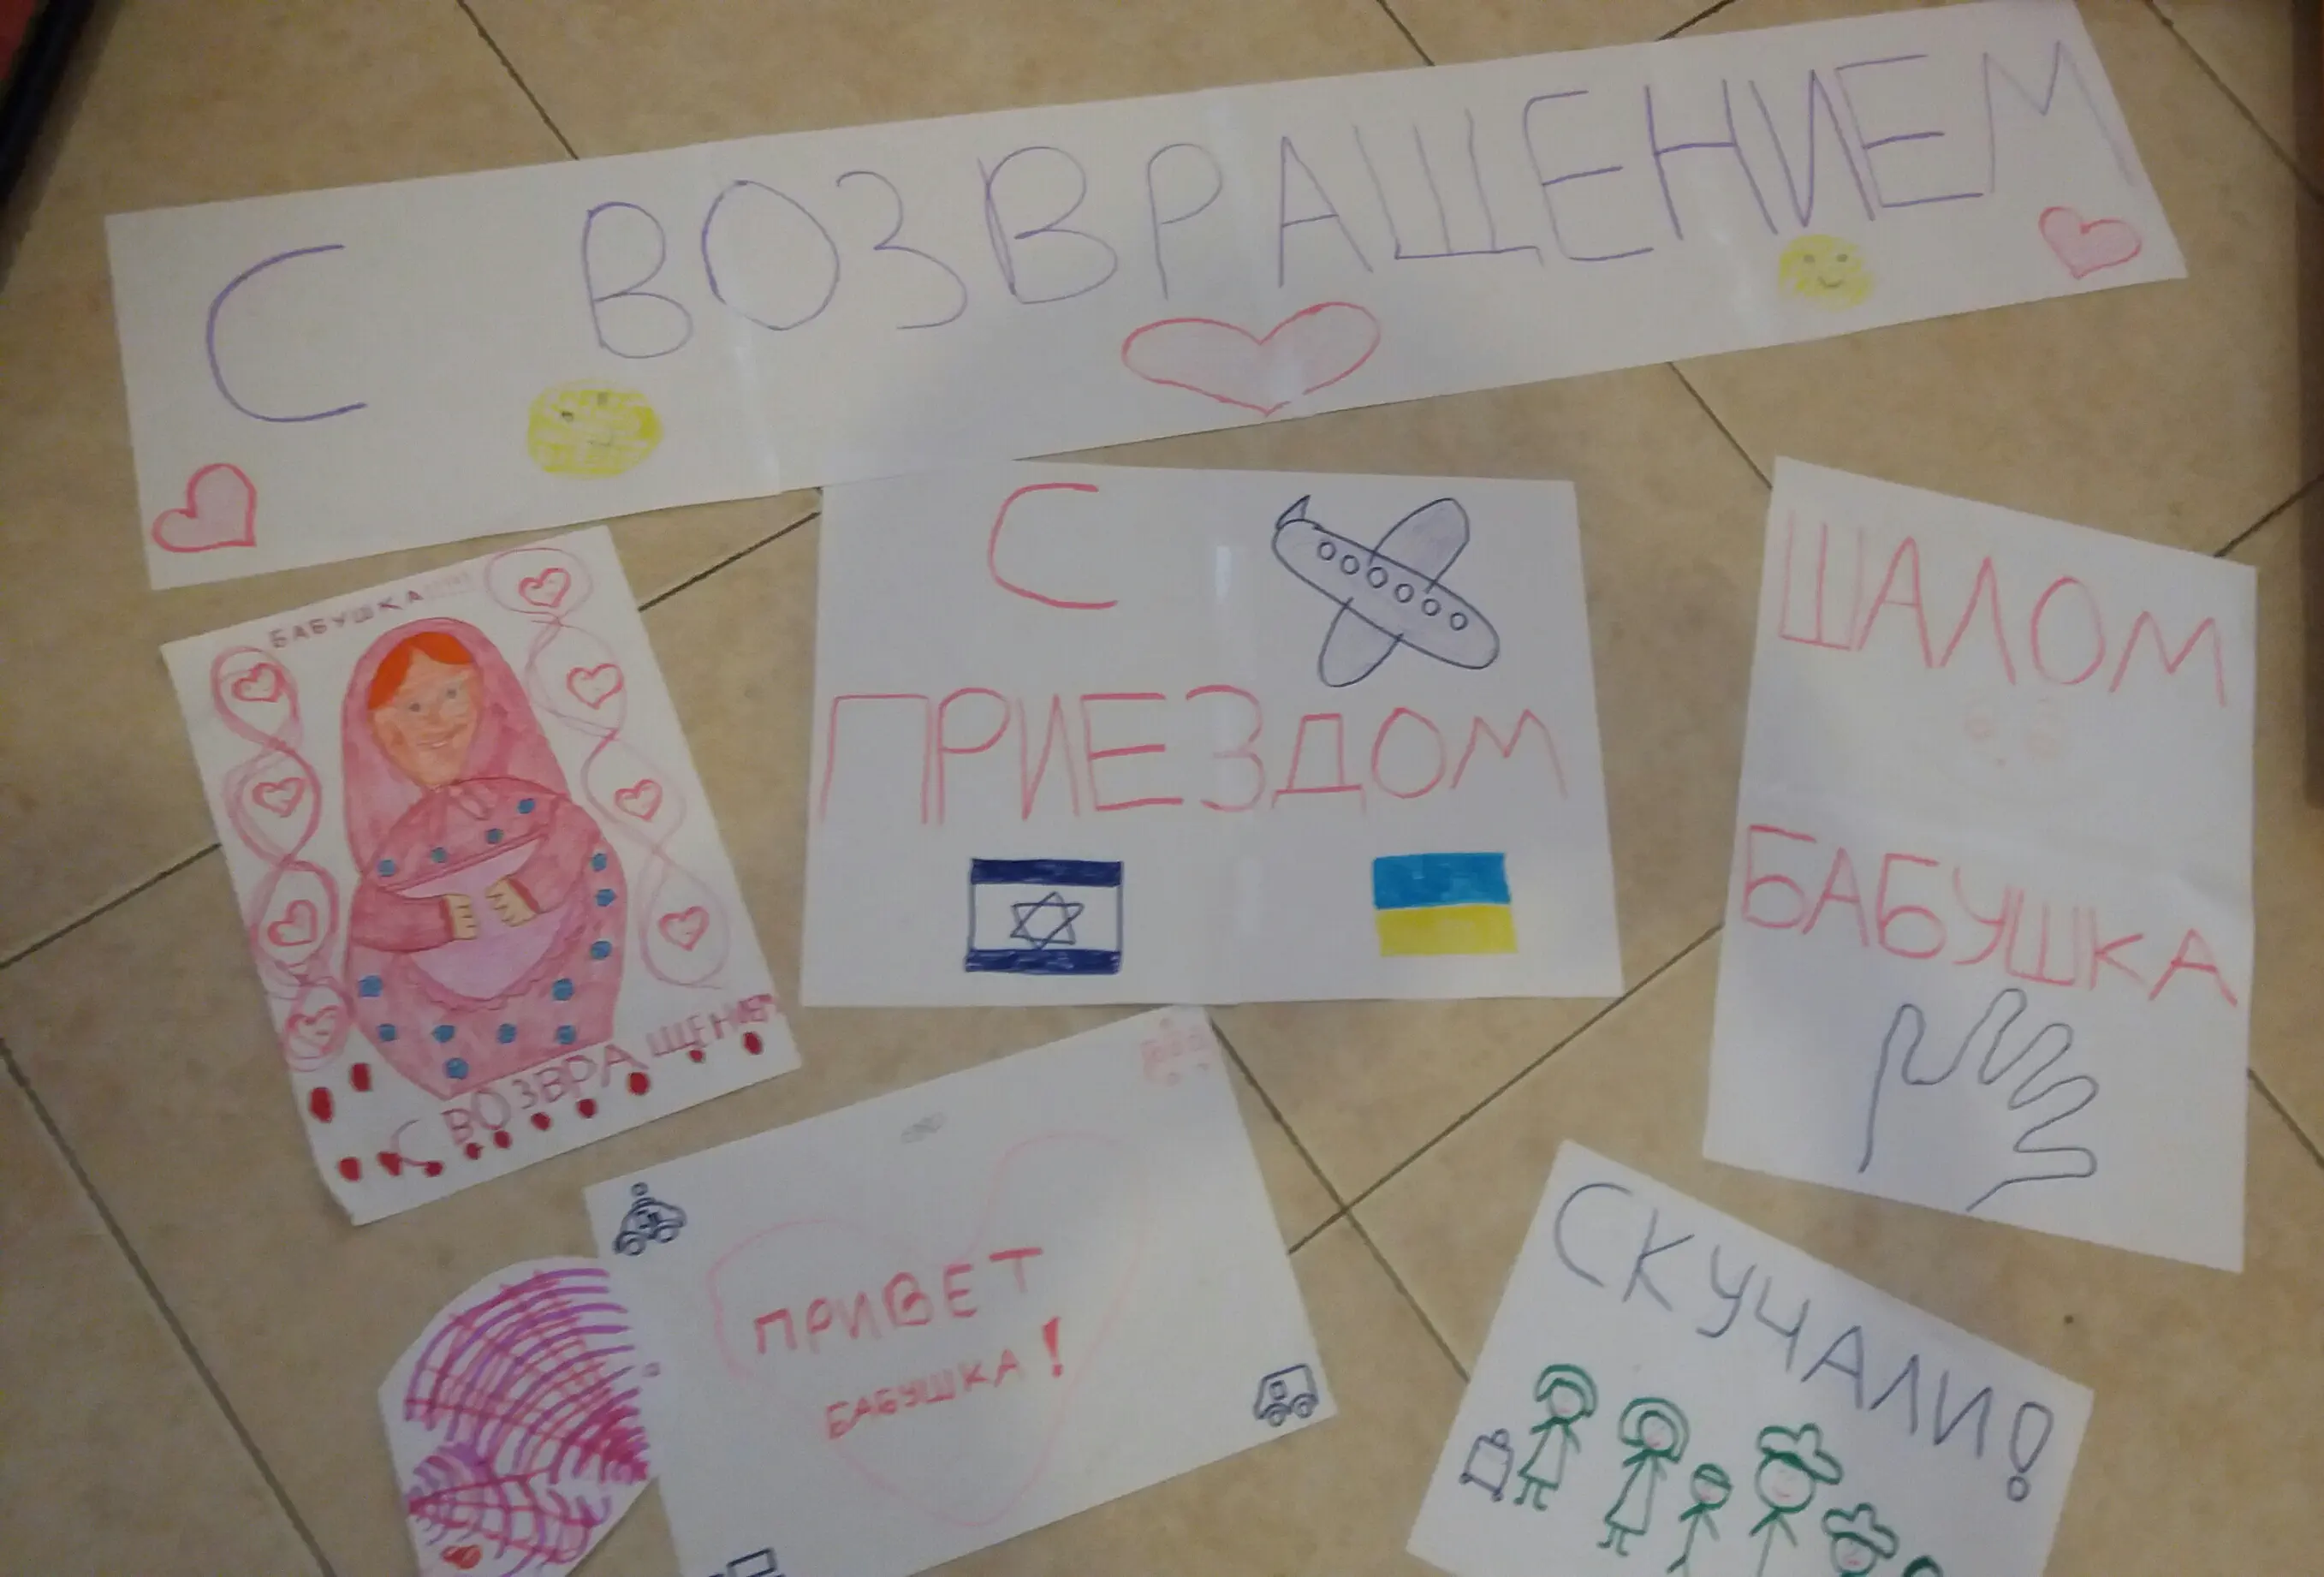 С ВОЗВРАЩЕНИЕМ
БАБУШКА
С ВОЗВРАЩЕНИЕМ
С
ПРИЕЗДОМ
ШАЛОМ
БАБУШКА
ПРИВЕТ
БАБУШКА!
СКУЧАЛИ!